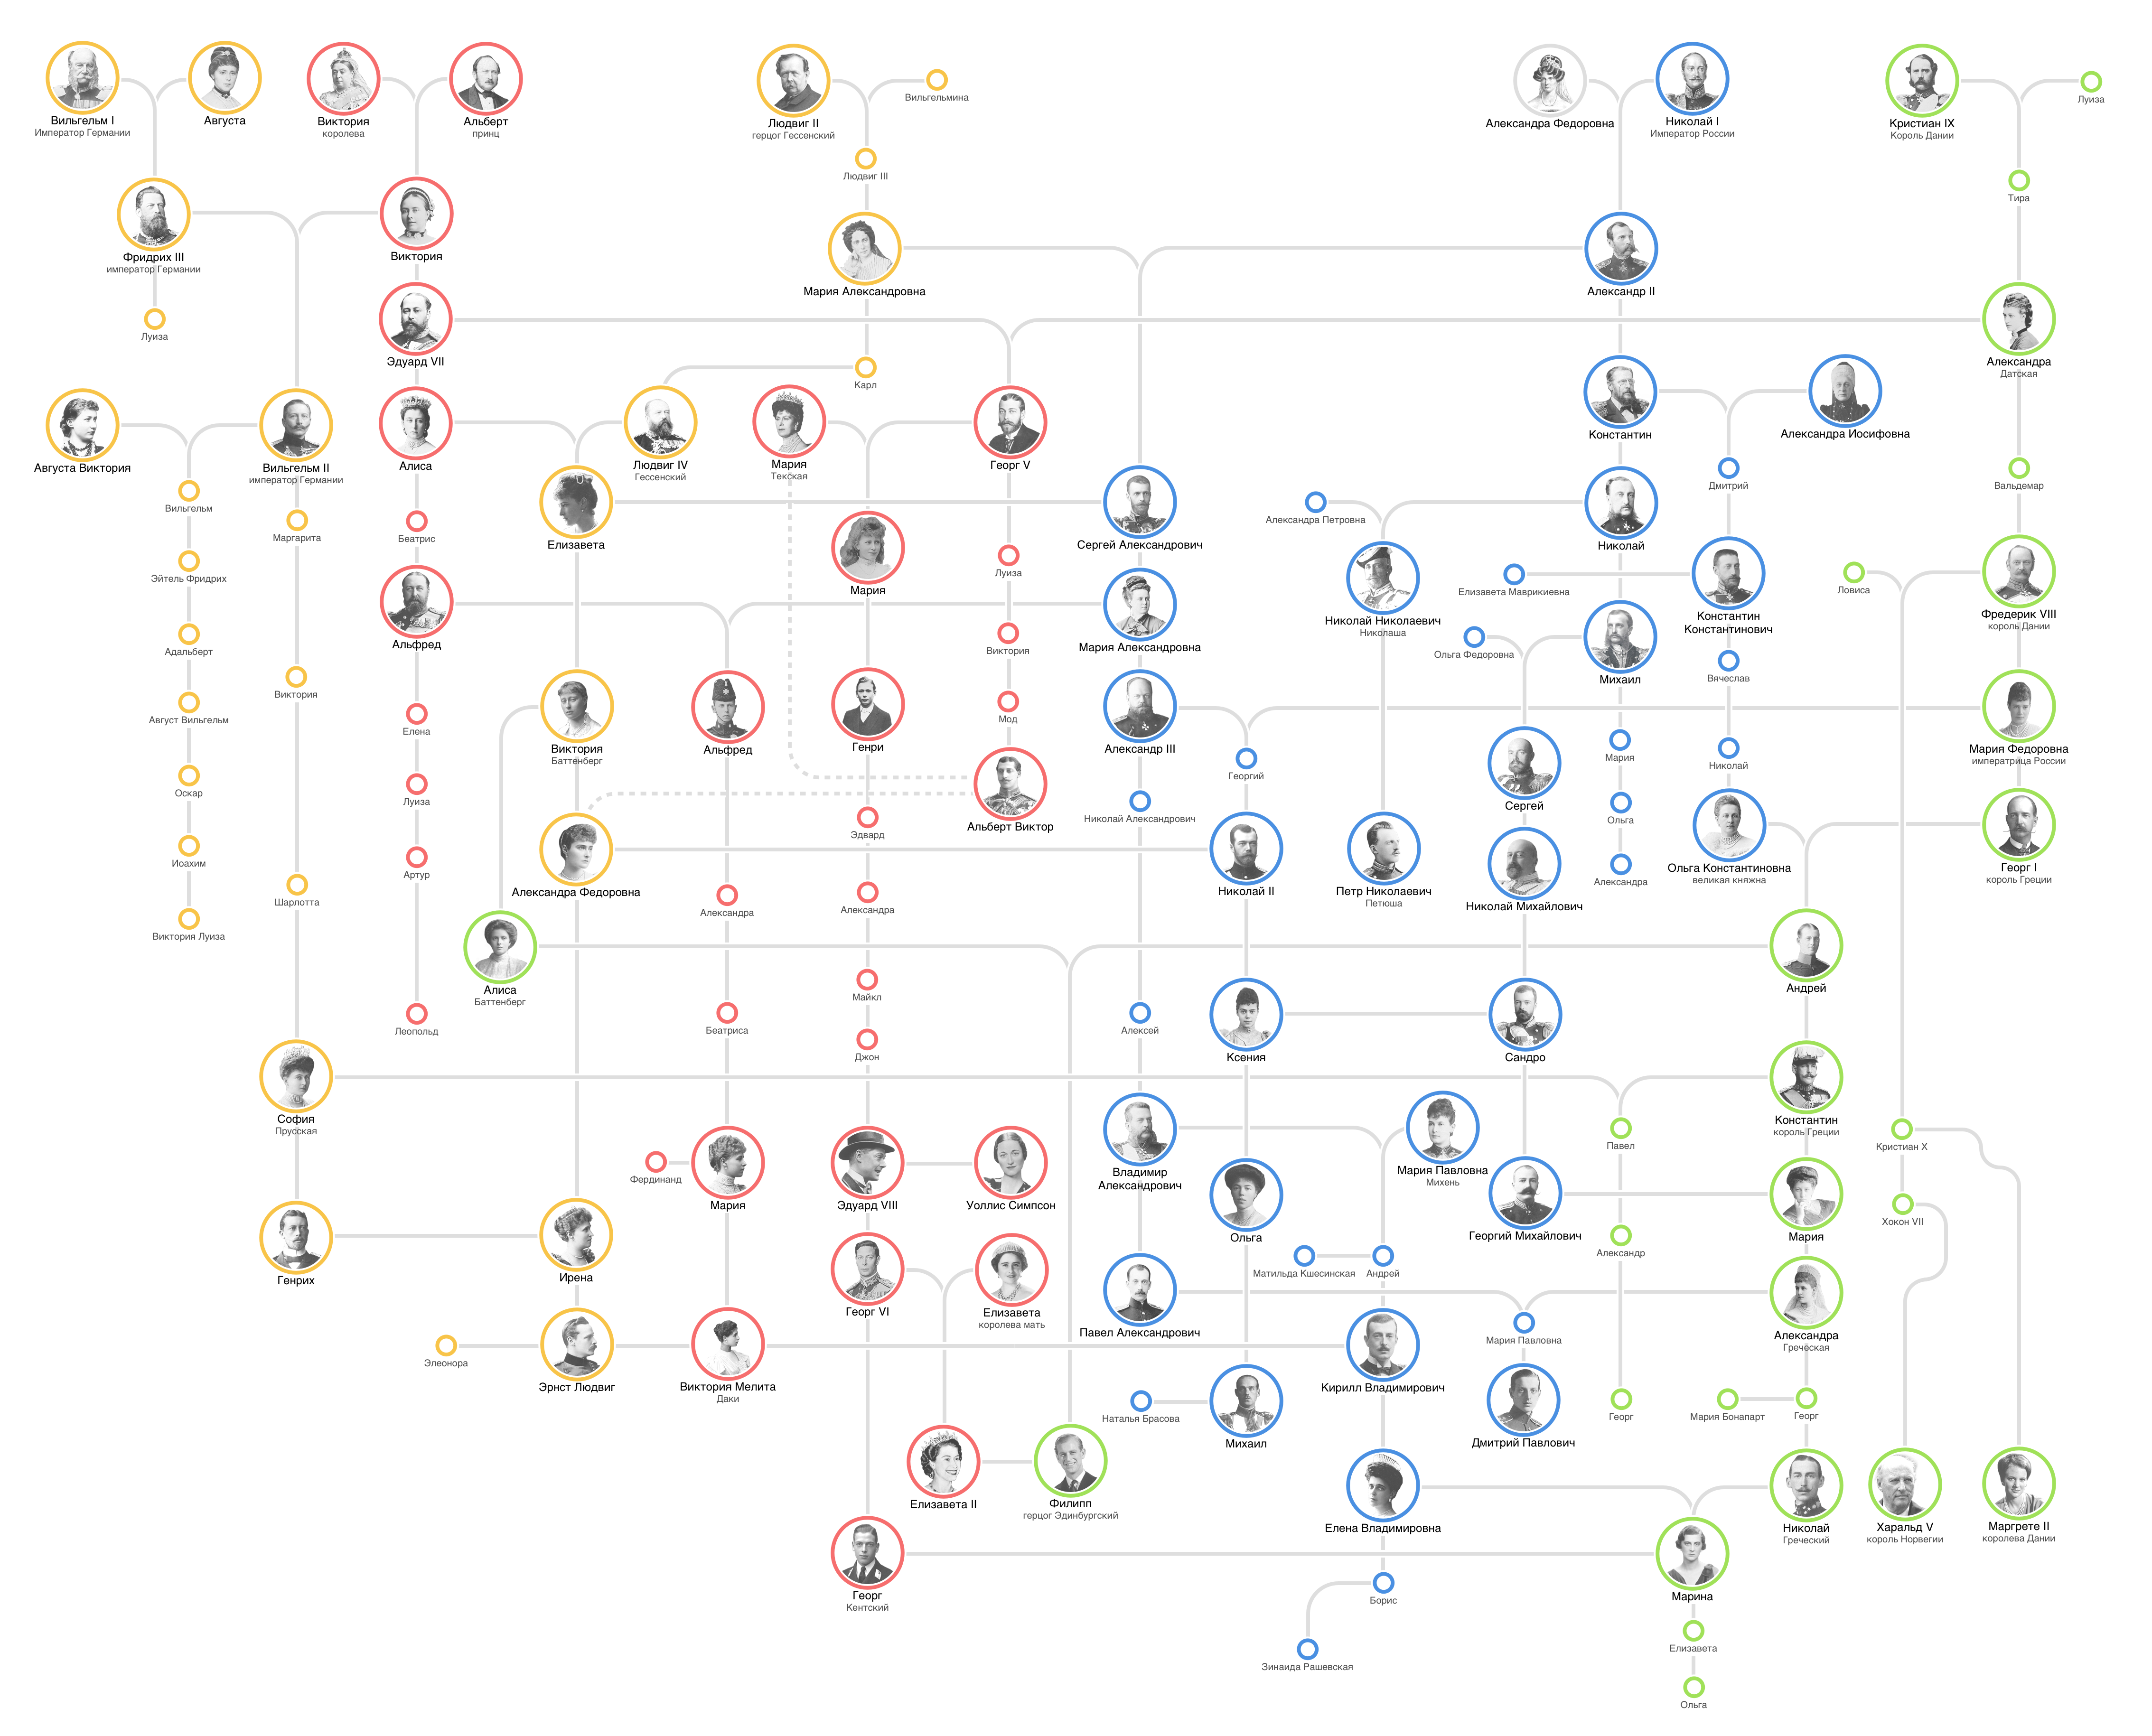 Вильгельм I
Император Германии
Августа
Виктория
королева
Альберт
принц
Людвиг II
герцог Гессенский
Вильгельмина
Александра Федоровна
Николай I
Император России
Кристиан IX
Король Дании
Луиза
Людвиг III
Тира
Фридрих III
император Германии
Виктория
Мария Александровна
Александр II
Луиза
Эдуард VII
Александра
Датская
Карл
Августа Виктория
Вильгельм II
император Германии
Алиса
Людвиг IV
Гессенский
Мария
Текская
Георг V
Константин
Александра Иосифовна
Вильгельм
Маргарита
Беатрис
Елизавета
Сергей Александрович
Александра Петровна
Николай
Дмитрий
Вальдемар
Эйтель Фридрих
Мария
Луиза
Николай Николаевич
Николаша
Елизавета Маврикиевна
Константин
Константинович
Ловиса
Фредерик VIII
король Дании
Адальберт
Альфред
Виктория
Мария Александровна
Ольга Федоровна
Михаил
Вячеслав
Август Вильгельм
Виктория
Елена
Виктория
Баттенберг
Альфред
Генри
Мод
Александр III
Георгий
Мария
Николай
Мария Федоровна
императрица России
Оскар
Луиза
Эдвард
Альберт Виктор
Николай Александрович
Сергей
Ольга
Иоахим
Шарлотта
Артур
Александра Федоровна
Александра
Александра
Николай II
Петр Николаевич
Петюша
Николай Михайлович
Александра
Ольга Константиновна
великая княжна
Георг I
король Греции
Виктория Луиза
Алиса
Баттенберг
Майкл
Андрей
Леопольд
Беатриса
Джон
Алексей
Ксения
Сандро
София
Прусская
Константин
король Греции
Фердинанд
Мария
Эдуард VIII
Уоллис Симпсон
Владимир
Александрович
Мария Павловна
Михень
Павел
Кристиан X
Генрих
Ирена
Ольга
Георгий Михайлович
Александр
Мария
Хокон VII
Матильда Кшесинская
Андрей
Георг VI
Елизавета
королева мать
Павел Александрович
Мария Павловна
Александра
Греческая
Элеонора
Эрнст Людвиг
Виктория Мелита
Даки
Кирилл Владимирович
Наталья Брасова
Михаил
Дмитрий Павлович
Георг
Мария Бонапарт
Георг
Елизавета II
Филипп
герцог Эдинбургский
Елена Владимировна
Николай
Греческий
Харальд V
король Норвегии
Маргрете II
королева Дании
Георг
Кентский
Борис
Марина
Зинаида Рашевская
Елизавета
Ольга